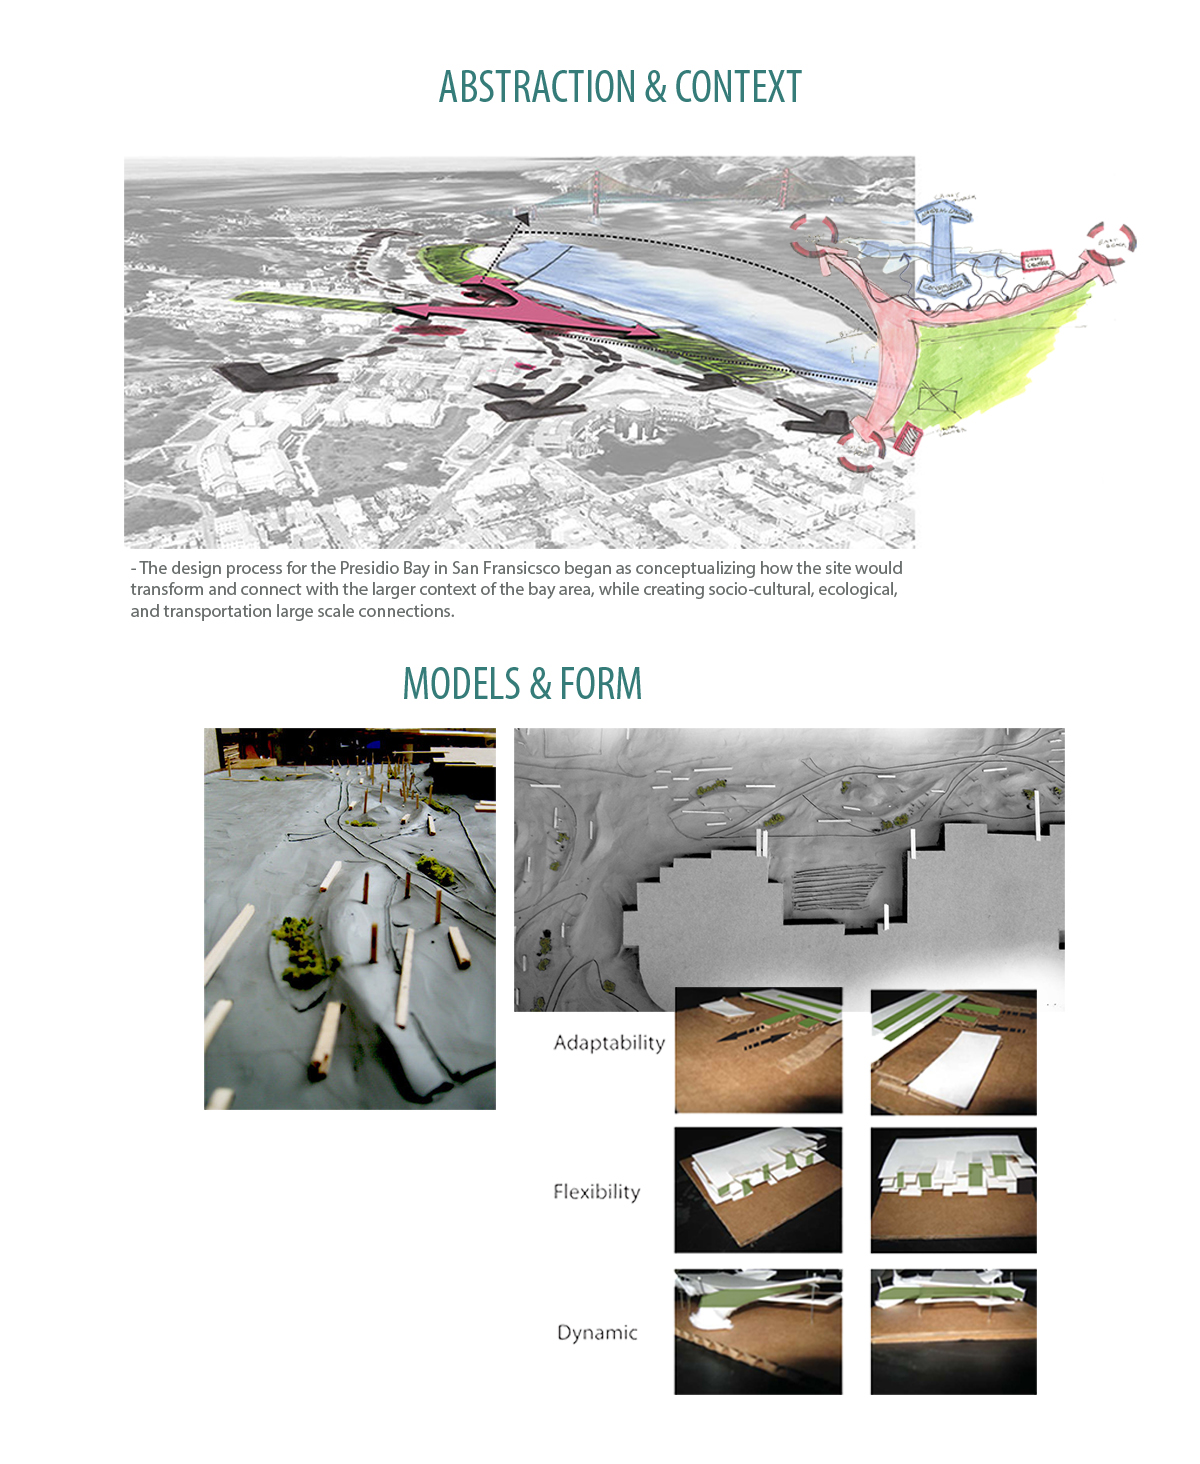 ABSTRACTION & CONTEXT
EAST
BEACH
- The design process for the Presidio Bay in San Fransicsco began as conceptualizing how the site would
transform and connect with the larger context of the bay area, while creating socio-cultural, ecological,
and transportation large scale connections.
MODELS & FORM
Adaptability
Flexibility
Dynamic